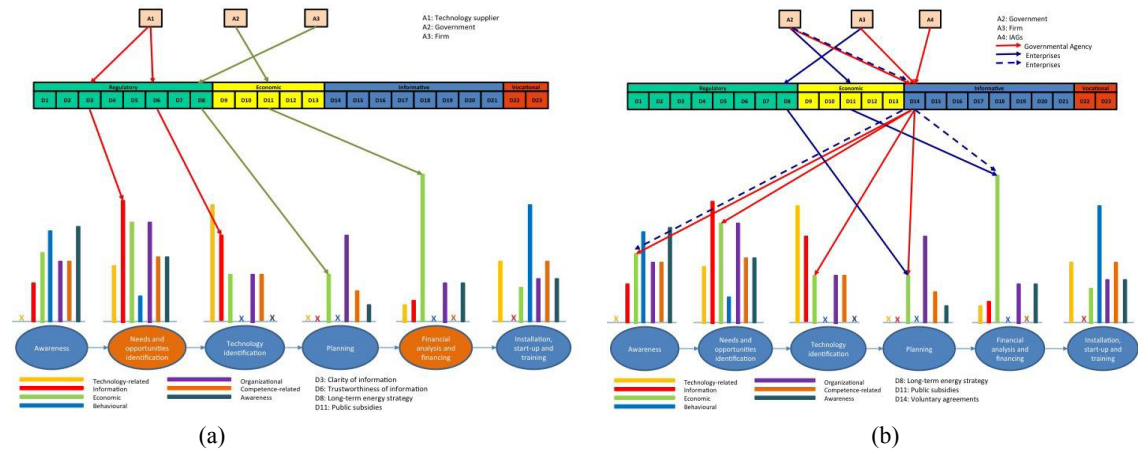 A1
A2
A3
A1: Technology supplier
A2: Government
A3: Firm
Regulatory
Economic
Informative
Vocational
D1 D2 D3 D4 D5 D6 D7 D8 D9 D10 D11 D12 D13 D14 D15 D16 D17 D18 D19 D20 D21 D22 D23
X X X X X X X X X
Awareness
Needs and
opportunities
identification
Technology
identification
Planning
Financial
analysis and
financing
Installation,
start-up and
training
Technology-related
Information
Economic
Behavioural
Organizational
Competence-related
Awareness
D3: Clarity of information
D6: Trustworthiness of information
D8: Long-term energy strategy
D11: Public subsidies
(a)
A2
A3
A4
A2: Government
A3: Firm
A4: IAGs
Governmental Agency
Enterprises
Enterprises
Regulatory
Economic
Informative
Vocational
D1 D2 D3 D4 D5 D6 D7 D8 D9 D10 D11 D12 D13 D14 D15 D16 D17 D18 D19 D20 D21 D22 D23
X X X X X X X X X
Awareness
Needs and
opportunities
identification
Technology
identification
Planning
Financial
analysis and
financing
Installation,
start-up and
training
Technology-related
Information
Economic
Behavioural
Organizational
Competence-related
Awareness
D8: Long-term energy strategy
D11: Public subsidies
D14: Voluntary agreements
(b)